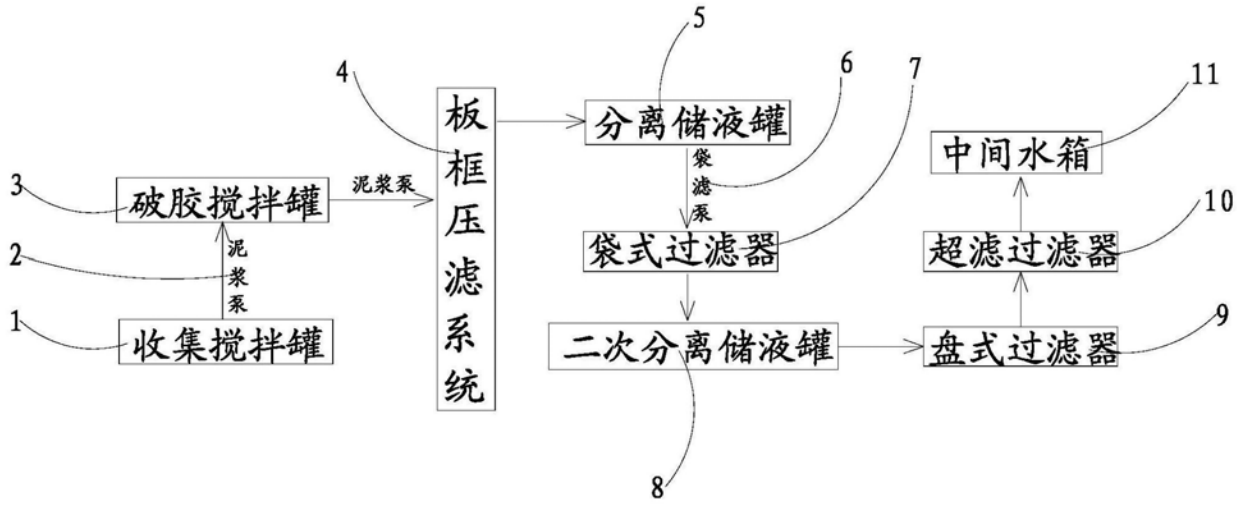 1
收集搅拌罐
2
泥浆泵
3
破胶搅拌罐
泥浆泵
4
板框压滤系统
5
分离储液罐
6
袋滤泵
7
袋式过滤器
8
二次分离储液罐
9
盘式过滤器
10
超滤过滤器
11
中间水箱